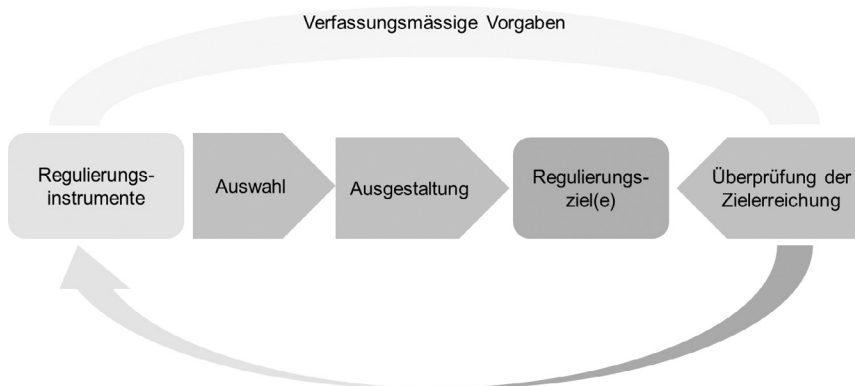 Verfassungsmässige Vorgaben
Regulierungs-
instrumente
Auswahl
Ausgestaltung
Regulierungs-
ziel(e)
Überprüfung der
Zielerreichung